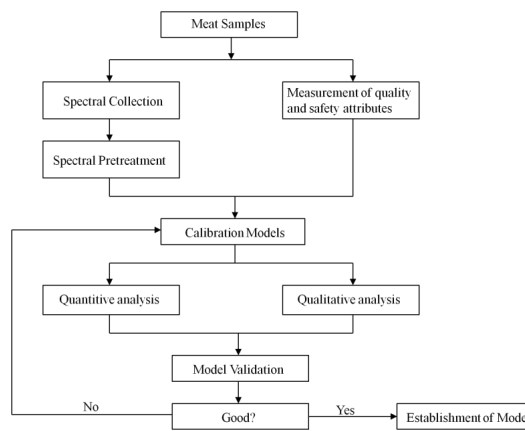 Meat Samples
Spectral Collection
Measurement of quality
and safety attributes
Spectral Pretreatment
Calibration Models
Quantitive analysis
Qualitative analysis
Model Validation
No
Good?
Yes
Establishment of Mode